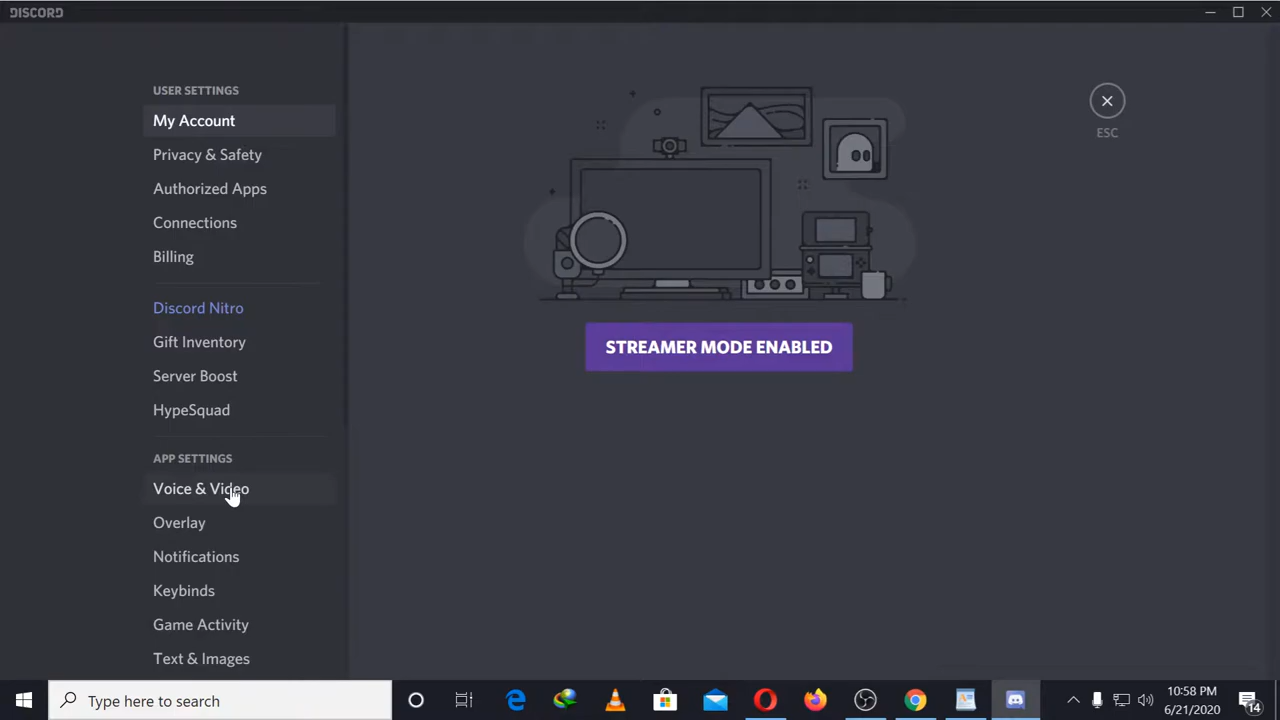 DISCORD
USER SETTINGS
My Account
Privacy & Safety
Authorized Apps
Connections
Billing
Discord Nitro
Gift Inventory
Server Boost
HypeSquad
APP SETTINGS
Voice & Video
Overlay
Notifications
Keybinds
Game Activity
Text & Images
ESC
STREAMER MODE ENABLED
Type here to search
10:58 PM
6/21/2020
14